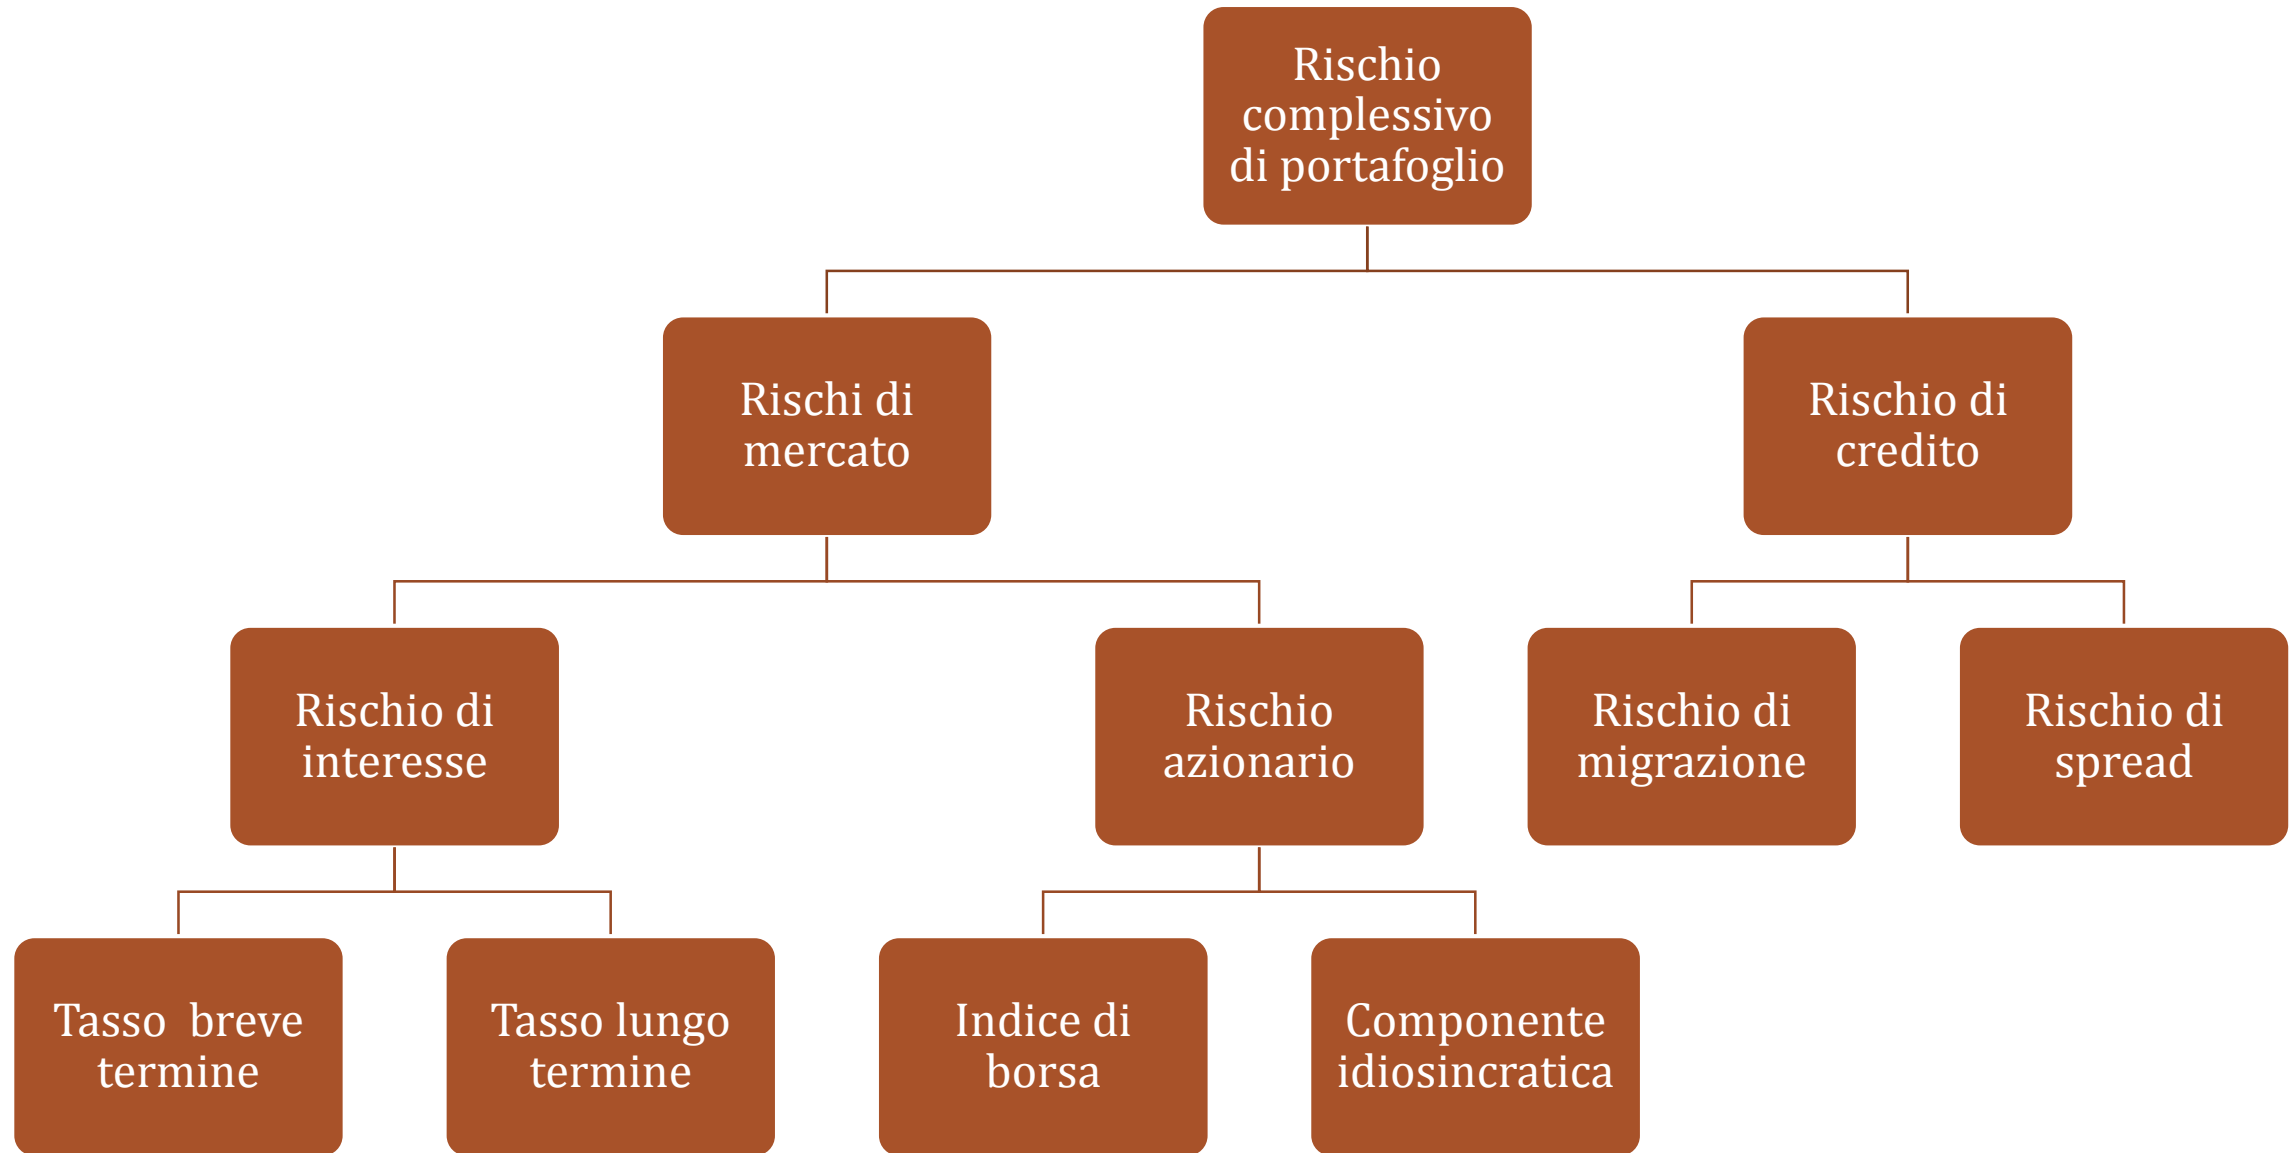 Rischio
complessivo
di portafoglio
Rischi di
mercato
Rischio di
credito
Rischio di
interesse
Rischio
azionario
Rischio di
migrazione
Rischio di
spread
Tasso  breve
termine
Tasso lungo
termine
Indice di
borsa
Componente
idiosincratica